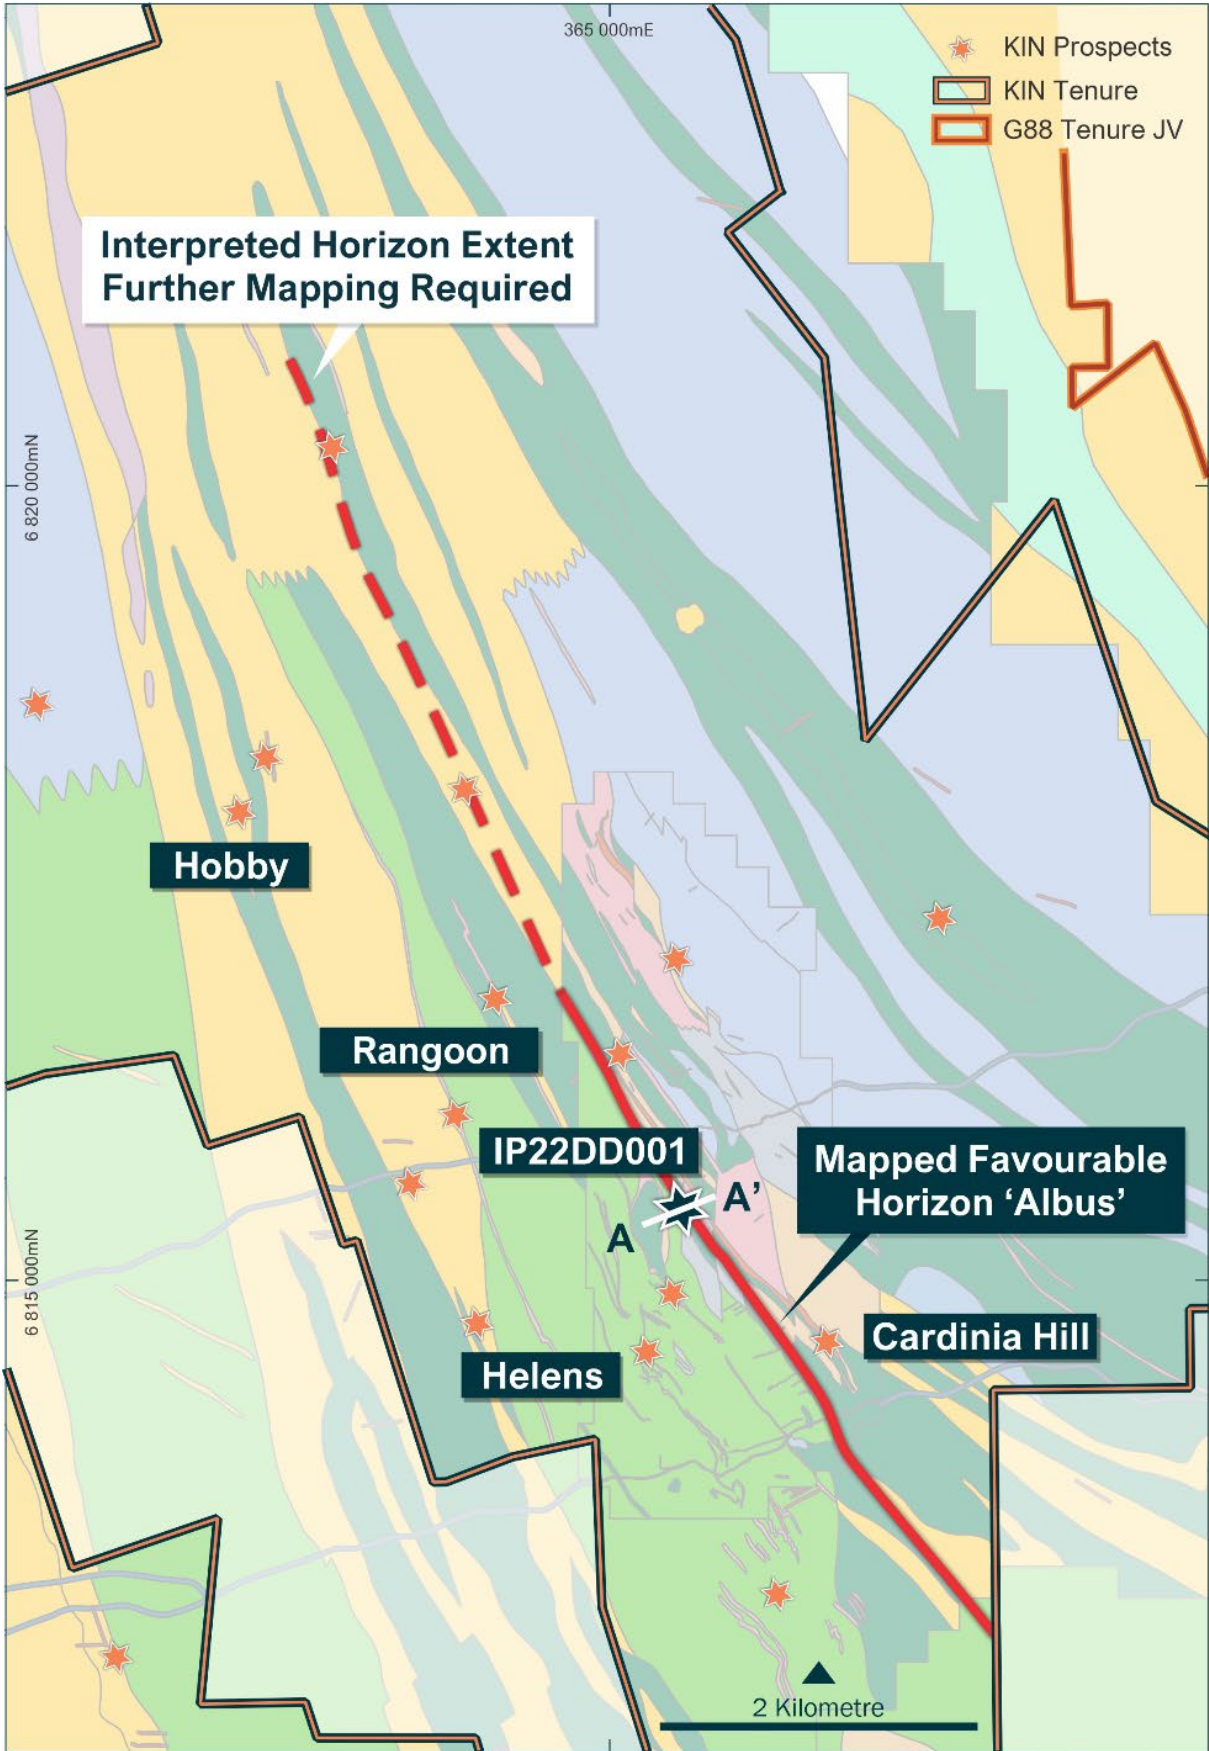 365 000mE
KIN Prospects
KIN Tenure
G88 Tenure JV
Interpreted Horizon Extent
Further Mapping Required
6 820 000mN
Hobby
Rangoon
IP22DD001
Mapped Favourable
Horizon ‘Albus’
A’
A
6 815 000mN
Cardinia Hill
Helens
2 Kilometre